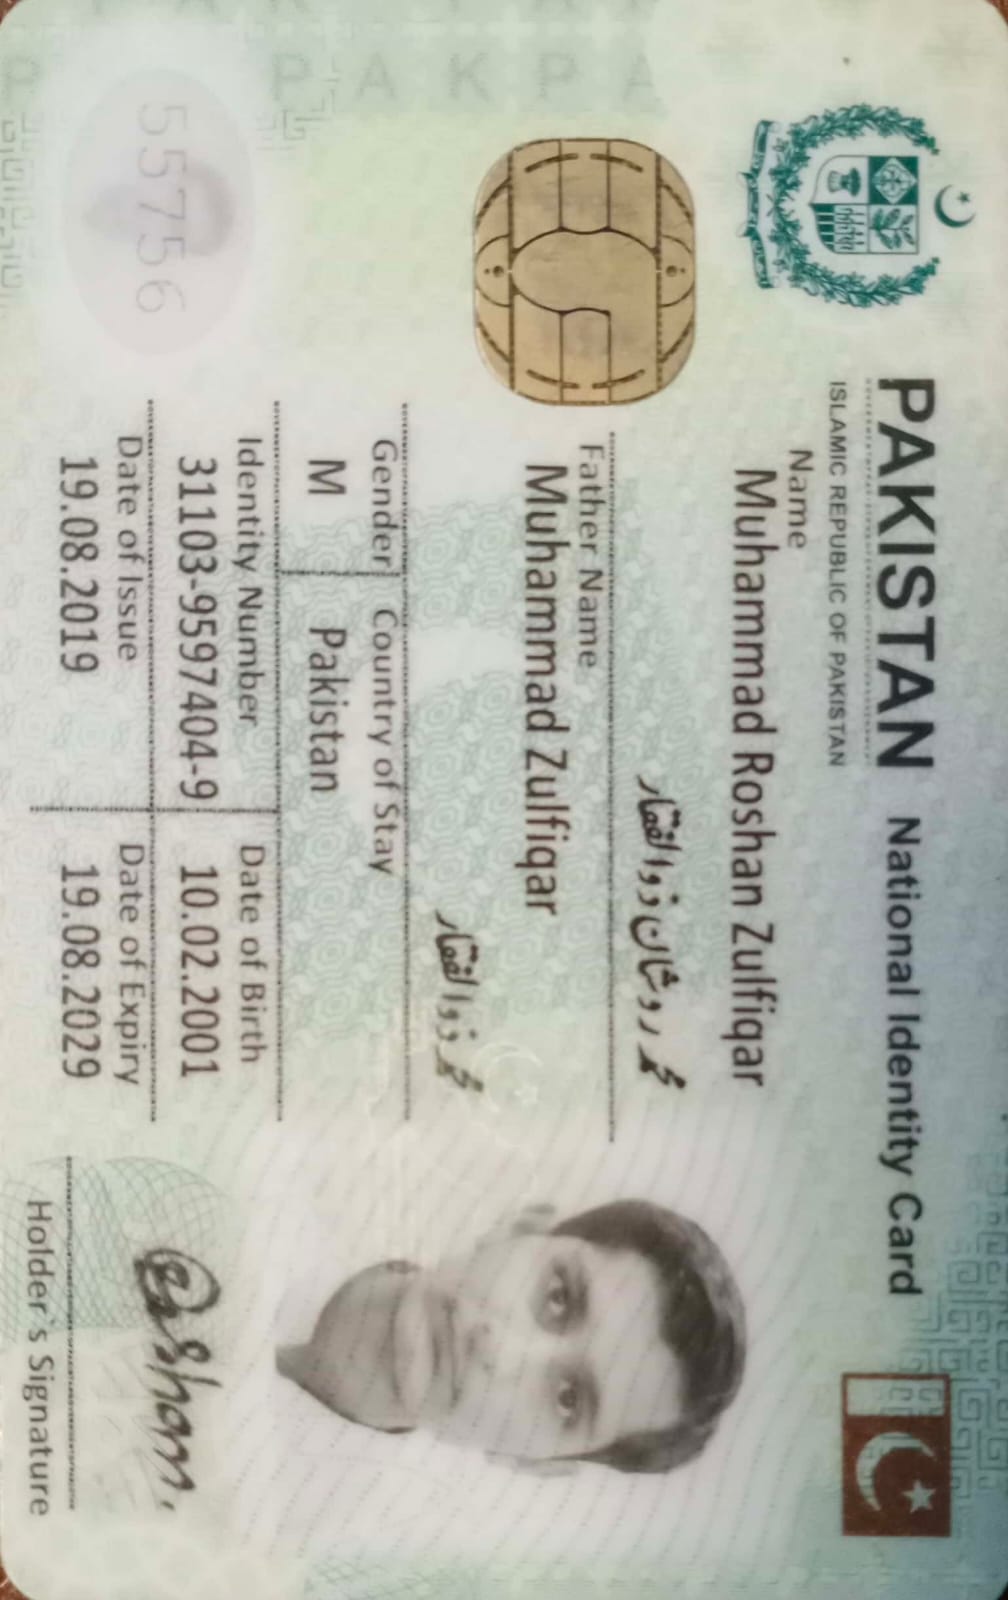 PAKISTAN
National Identity Card
ISLAMIC REPUBLIC OF PAKISTAN
Name
Muhammad Roshan Zulfiqar
محمد روشان ذوالفقار
Father Name
Muhammad Zulfiqar
محمد ذوالفقار
Gender
Country of Stay
M
Pakistan
Identity Number
Date of Birth
31103-9597404-9
10.02.2001
Date of Issue
Date of Expiry
19.08.2019
19.08.2029
55756
Roshan.
Holder`s Signature
PAKPA